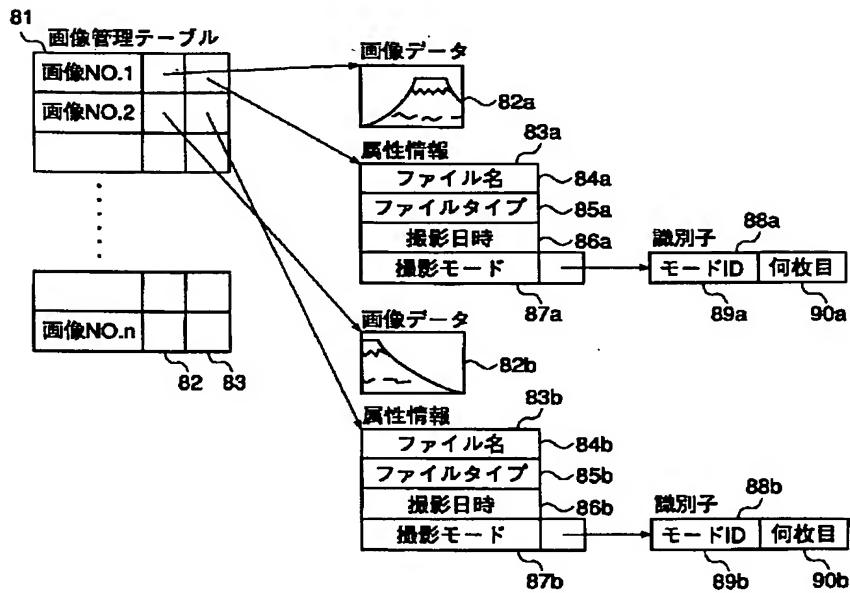 81
画像管理テーブル
画像NO.1
画像NO.2
画像NO.n
82
83
画像データ
82a
83a
属性情報
ファイル名
84a
ファイルタイプ
85a
撮影日時
86a
撮影モード
87a
識別子
88a
モードID
何枚目
89a
90a
画像データ
82b
83b
属性情報
ファイル名
84b
ファイルタイプ
85b
撮影日時
86b
撮影モード
87b
識別子
88b
モードID
何枚目
89b
90b